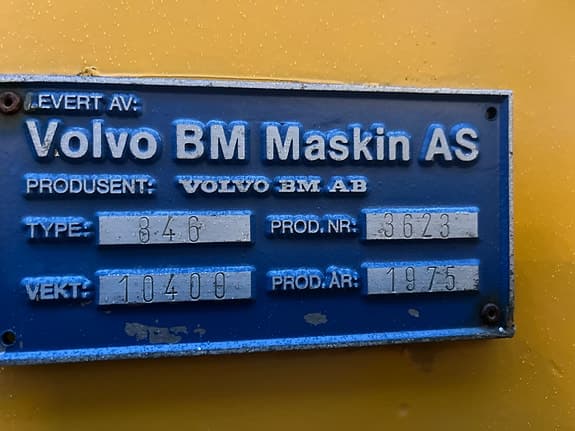 LEVERT AV:
Volvo BM Maskin AS
PRODUSENT: VOLVO BM AB
TYPE: 846 PROD. NR: 3623
VEKT: 10400 PROD. ÅR: 1975